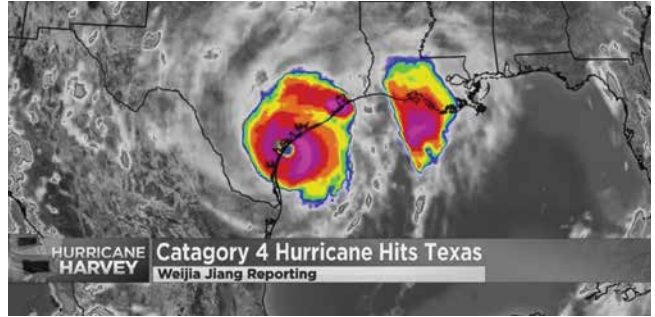 HURRICANE
HARVEY
Catagory 4 Hurricane Hits Texas
Weijia Jiang Reporting